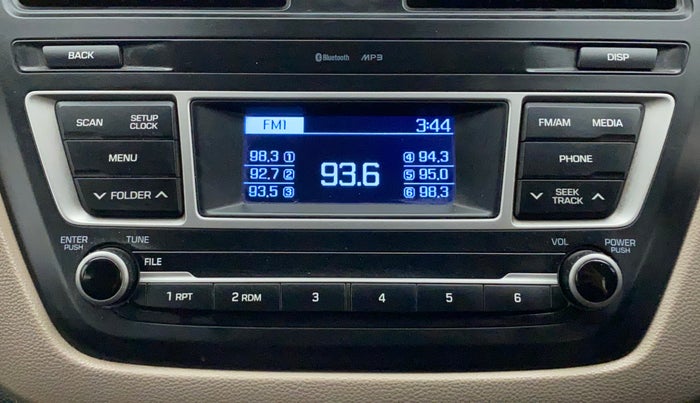 BACK
Bluetooth MP3
DISP
SCAN SETUP CLOCK
MENU
FOLDER
FM1 3:44
98.3 1 4 94.3
92.7 2 93.6 5 95.0
93.5 3 6 98.3
FM/AM MEDIA
PHONE
SEEK TRACK
ENTER PUSH TUNE
VOL POWER PUSH
FILE
1 RPT 2 RDM 3 4 5 6